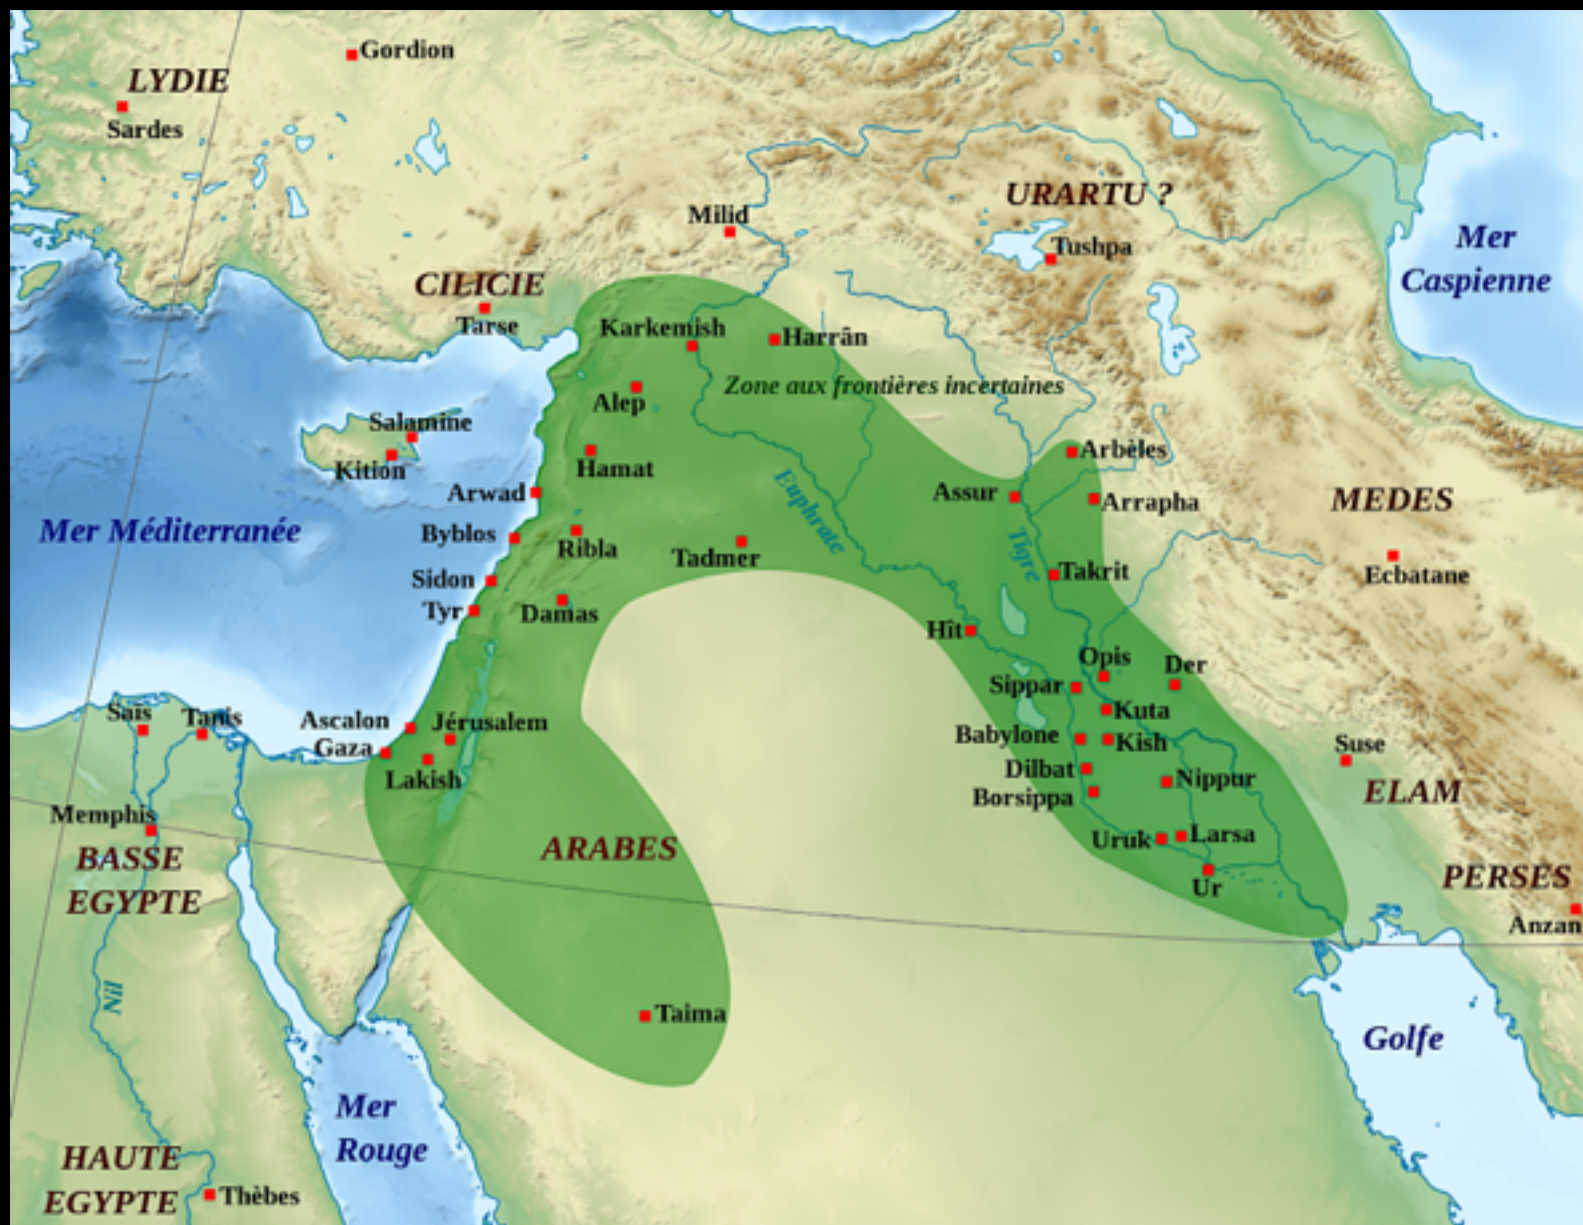 Gordion
LYDIE
Sardes
URARTU ?
Milid
Tushpa
Mer
Caspienne
CILICIE
Tarse
Karkemish
Harrân
Zone aux frontières incertaines
Alep
Salamine
Kition
Hamat
Arbèles
Arwad
Euphrate
Assur
Arrapha
MEDES
Mer Méditerranée
Byblos
Ribla
Tadmer
Tigre
Takrit
Ecbatane
Sidon
Tyr
Damas
Hît
Opis
Der
Sippar
Saïs
Tanis
Ascalon
Jérusalem
Kuta
Gaza
Babylone
Kish
Suse
Lakish
Dilbat
Nippur
Borsippa
ELAM
Memphis
BASSE
EGYPTE
ARABES
Uruk
Larsa
Ur
PERSES
Anzan
Nil
Taima
Golfe
Mer
Rouge
HAUTE
EGYPTE
Thèbes